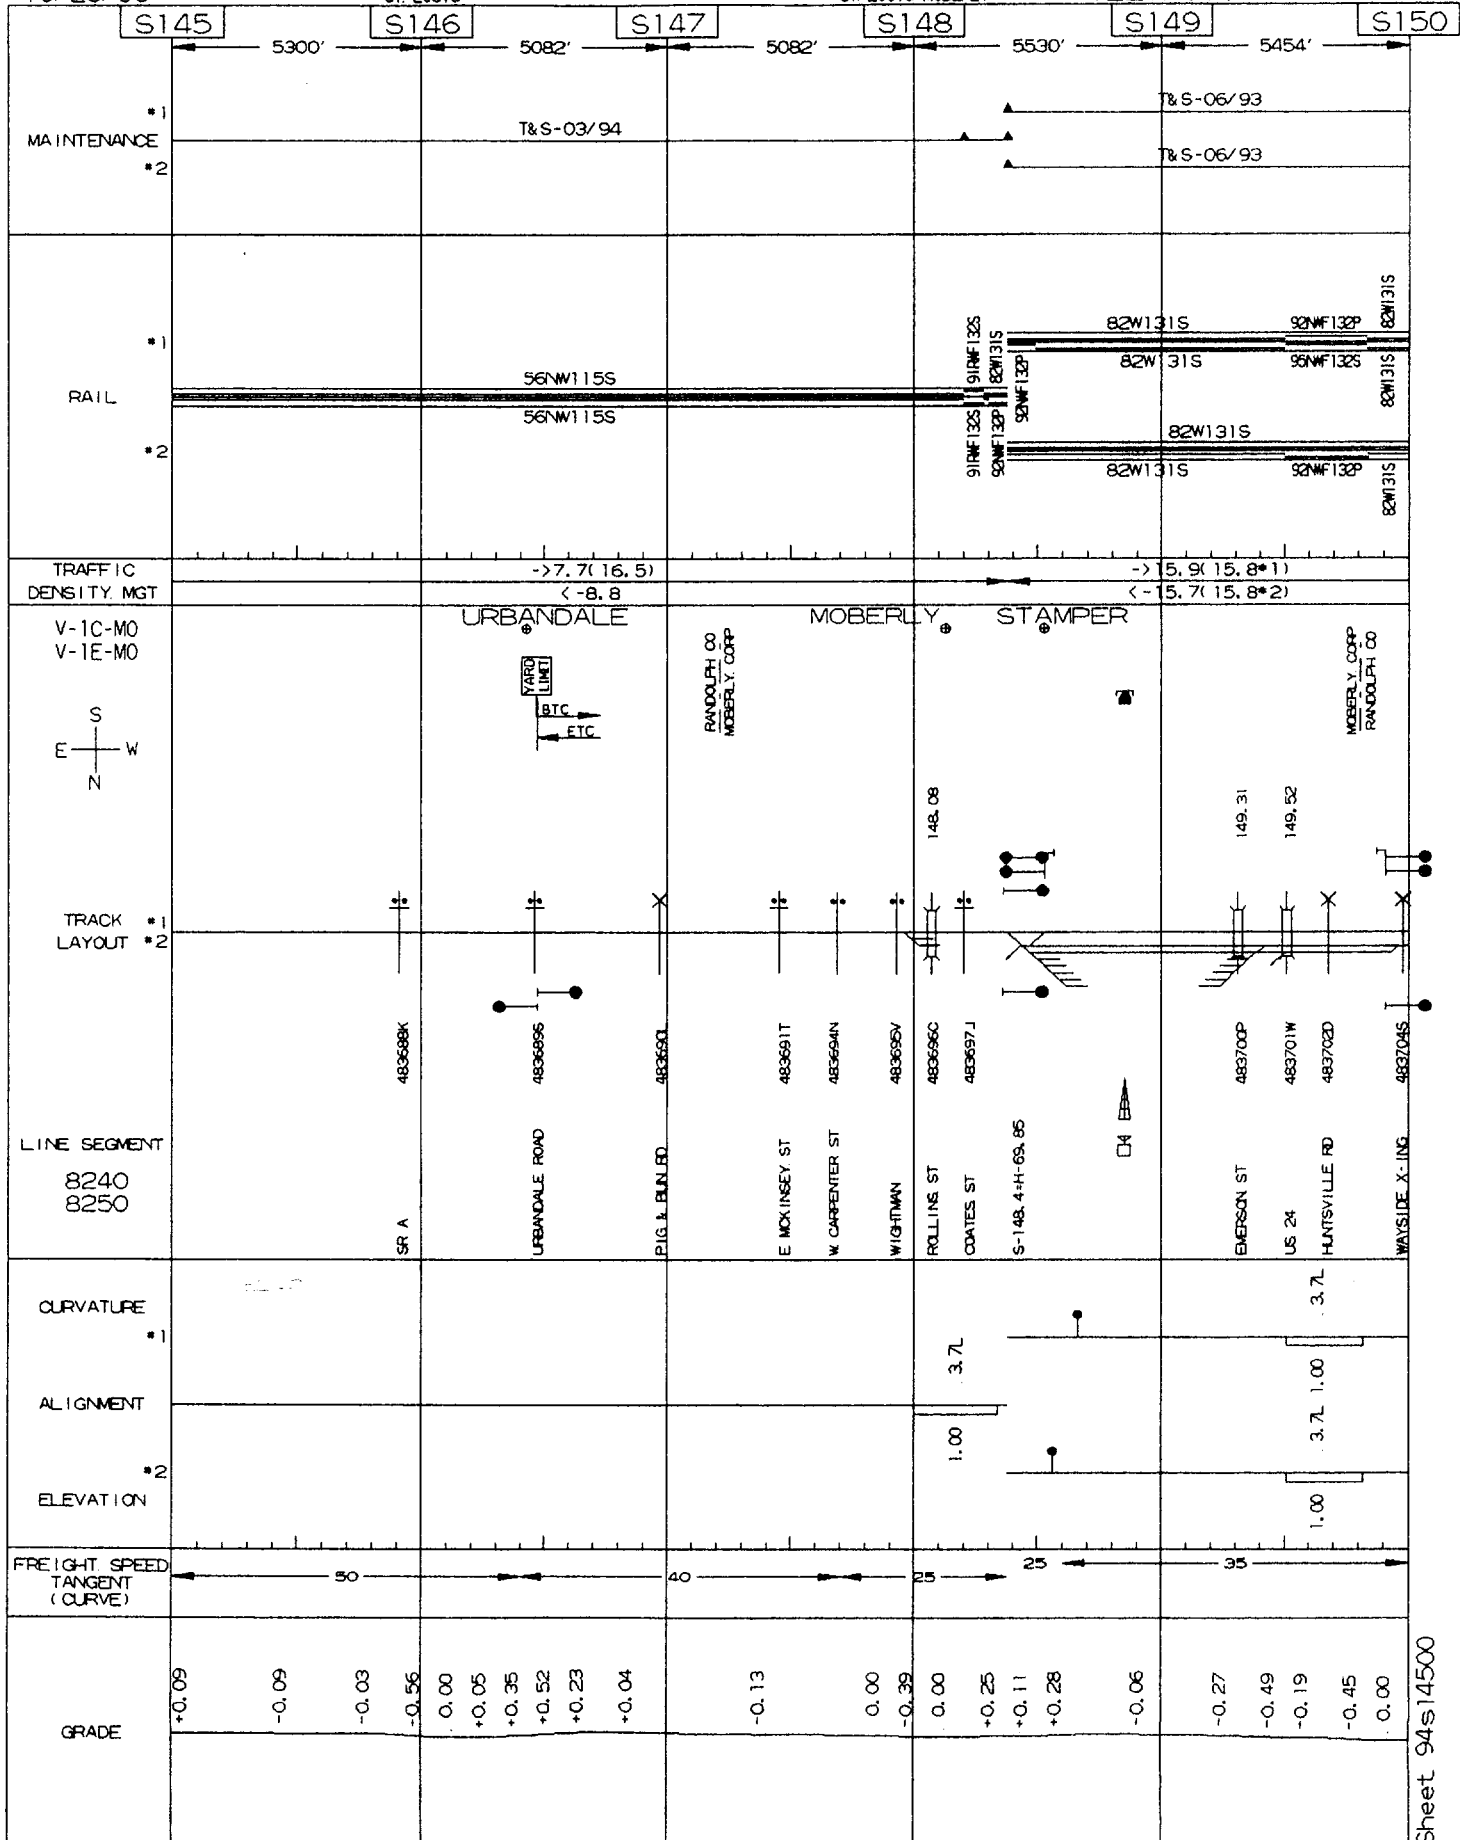 S145 S146 S147 S148 S149 S150
5300' 5082' 5082' 5530' 5454'
*1
MAINTENANCE
*2
T&S-03/94
T&S-06/93
T&S-06/93
*1
RAIL
*2
56NW115S
56NW115S
91RWF132S
82W131S
91RWF132S
92NWF132P
92NWF132P
82W131S
82W131S
92NWF132P
95NWF132S
82W131S
82W131S
82W131S
82W131S
92NWF132P
82W131S
TRAFFIC
DENSITY MGT
->7.7(16.5)
<-8.8
->15.9(15.8*1)
<-15.7(15.8*2)
V-1C-MO
V-1E-MO
URBANDALE MOBERLY STAMPER
YARD
LIMIT
BTC
ETC
RANDOLPH CO
MOBERLY CORP
MOBERLY CORP
RANDOLPH CO
S
E W
N
148.08
149.31
149.52
TRACK *1
LAYOUT *2
483688K
483689S
483690L
483691T
483694N
483695V
483696C
483697J
483700P
483701W
483702D
483704S
LINE SEGMENT
8240
8250
SR A
URBANDALE ROAD
PIG & BUN RD
E MCKINSEY ST
W CARPENTER ST
WIGHTMAN
ROLLINS ST
COATES ST
S-148.4=H-69.85
EMERSON ST
US 24
HUNTSVILLE RD
WAYSIDE X-ING
CURVATURE
*1
ALIGNMENT
*2
ELEVATION
3.7L
1.00
3.7L
1.00
3.7L
1.00
FREIGHT SPEED
TANGENT
(CURVE)
50 40 25 25 35
GRADE
+0.09
-0.09
-0.03
-0.56
0.00
+0.05
+0.35
+0.52
+0.23
+0.04
-0.13
0.00
-0.39
0.00
+0.25
+0.11
+0.28
-0.06
-0.27
-0.49
-0.19
-0.45
0.00
Sheet 94s14500